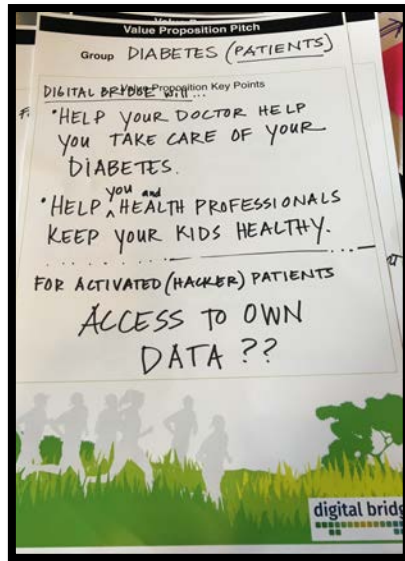 Value Proposition Pitch
Group DIABETES (PATIENTS)
Value Proposition Key Points
DIGITAL BRIDGE will...
•HELP YOUR DOCTOR HELP
YOU TAKE CARE OF YOUR
DIABETES.
•HELP you and HEALTH PROFESSIONALS
KEEP YOUR KIDS HEALTHY.
FOR ACTIVATED (HACKER) PATIENTS
ACCESS TO OWN
DATA ??
digital bridg